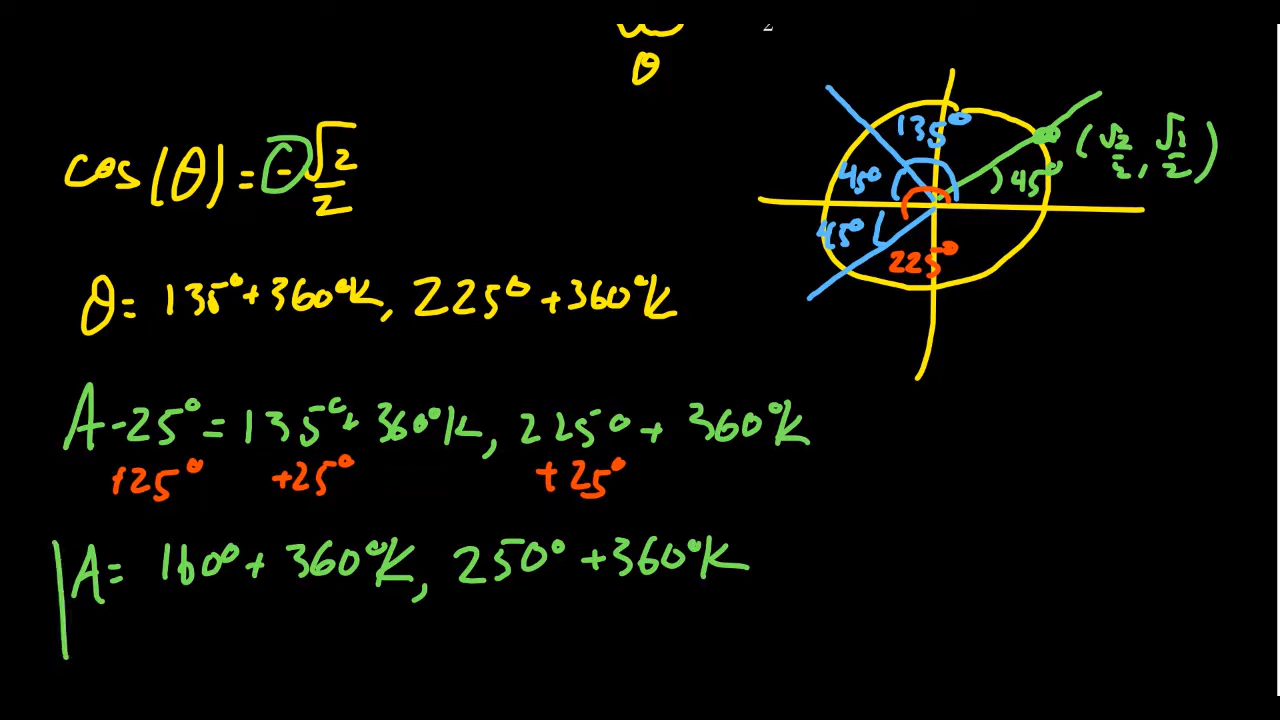 θ
2
cos(θ) = -√2/2
135°
45°
45°
(√2/2, √2/2)
45°
225°
θ = 135° + 360°K, 225° + 360°K
A - 25° = 135° + 360°K, 225° + 360°K
+25° +25° +25°
A = 160° + 360°K, 250° + 360°K